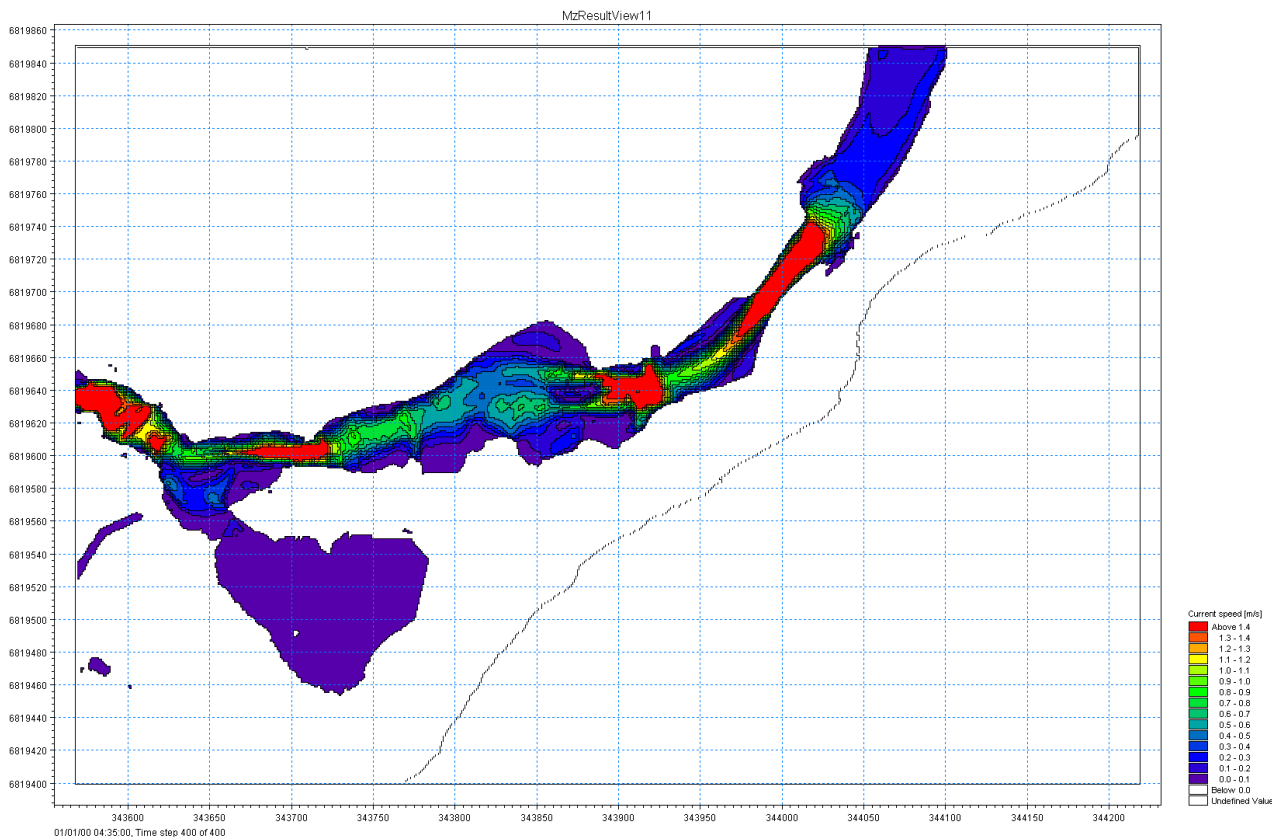 MzResultView11
6819860
6819840
6819820
6819800
6819780
6819760
6819740
6819720
6819700
6819680
6819660
6819640
6819620
6819600
6819580
6819560
6819540
6819520
6819500
6819480
6819460
6819440
6819420
6819400
343600 343650 343700 343750 343800 343850 343900 343950 344000 344050 344100 344150 344200
01/01/00 04:35:00, Time step 400 of 400
Current speed [m/s]
Above 1.4
1.3 - 1.4
1.2 - 1.3
1.1 - 1.2
1.0 - 1.1
0.9 - 1.0
0.8 - 0.9
0.7 - 0.8
0.6 - 0.7
0.5 - 0.6
0.4 - 0.5
0.3 - 0.4
0.2 - 0.3
0.1 - 0.2
0.0 - 0.1
Below 0.0
Undefined Value